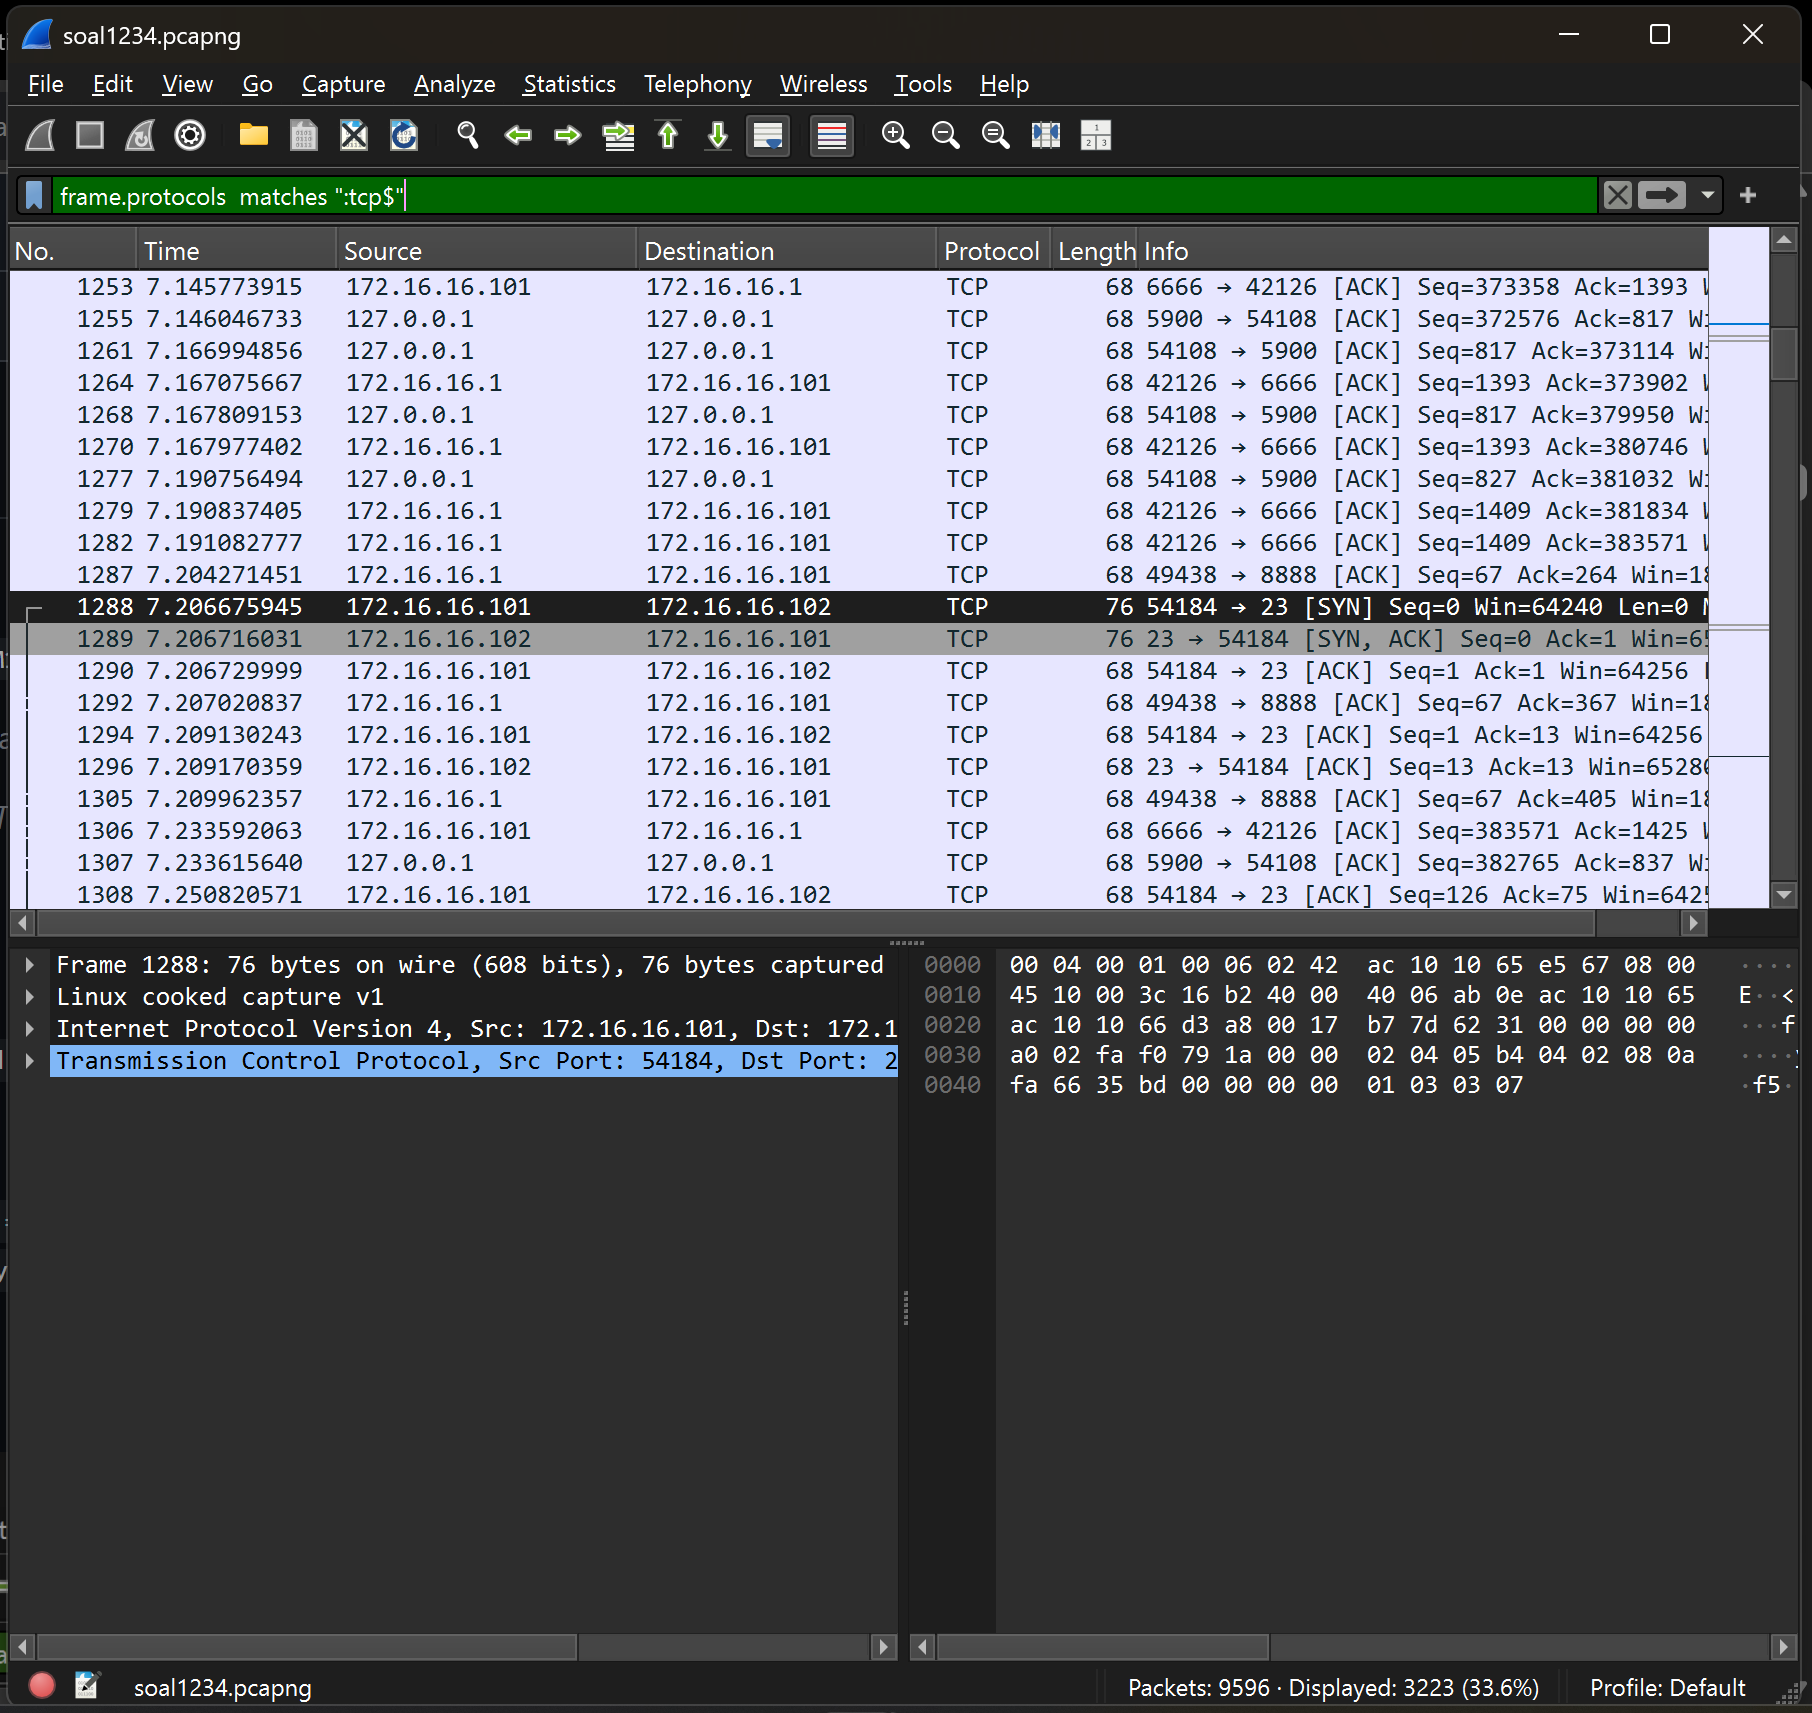 soal1234.pcapng
File Edit View Go Capture Analyze Statistics Telephony Wireless Tools Help
frame.protocols matches ":tcp$"
No. Time Source Destination Protocol Length Info
1253 7.145773915 172.16.16.101 172.16.16.1 TCP 68 6666 → 42126 [ACK] Seq=373358 Ack=1393
1255 7.146046733 127.0.0.1 127.0.0.1 TCP 68 5900 → 54108 [ACK] Seq=372576 Ack=817 Wi
1261 7.166994856 127.0.0.1 127.0.0.1 TCP 68 54108 → 5900 [ACK] Seq=817 Ack=373114 Wi
1264 7.167075667 172.16.16.1 172.16.16.101 TCP 68 42126 → 6666 [ACK] Seq=1393 Ack=373902
1268 7.167809153 127.0.0.1 127.0.0.1 TCP 68 54108 → 5900 [ACK] Seq=817 Ack=379950 Wi
1270 7.167977402 172.16.16.1 172.16.16.101 TCP 68 42126 → 6666 [ACK] Seq=1393 Ack=380746
1277 7.190756494 127.0.0.1 127.0.0.1 TCP 68 54108 → 5900 [ACK] Seq=827 Ack=381032 Wi
1279 7.190837405 172.16.16.1 172.16.16.101 TCP 68 42126 → 6666 [ACK] Seq=1409 Ack=381834
1282 7.191082777 172.16.16.1 172.16.16.101 TCP 68 42126 → 6666 [ACK] Seq=1409 Ack=383571
1287 7.204271451 172.16.16.1 172.16.16.101 TCP 68 49438 → 8888 [ACK] Seq=67 Ack=264 Win=18
1288 7.206675945 172.16.16.101 172.16.16.102 TCP 76 54184 → 23 [SYN] Seq=0 Win=64240 Len=0
1289 7.206716031 172.16.16.102 172.16.16.101 TCP 76 23 → 54184 [SYN, ACK] Seq=0 Ack=1 Win=65
1290 7.206729999 172.16.16.101 172.16.16.102 TCP 68 54184 → 23 [ACK] Seq=1 Ack=1 Win=64256
1292 7.207020837 172.16.16.1 172.16.16.101 TCP 68 49438 → 8888 [ACK] Seq=67 Ack=367 Win=18
1294 7.209130243 172.16.16.101 172.16.16.102 TCP 68 54184 → 23 [ACK] Seq=1 Ack=13 Win=64256
1296 7.209170359 172.16.16.102 172.16.16.101 TCP 68 23 → 54184 [ACK] Seq=13 Ack=13 Win=65280
1305 7.209962357 172.16.16.1 172.16.16.101 TCP 68 49438 → 8888 [ACK] Seq=67 Ack=405 Win=18
1306 7.233592063 172.16.16.101 172.16.16.1 TCP 68 6666 → 42126 [ACK] Seq=383571 Ack=1425
1307 7.233615640 127.0.0.1 127.0.0.1 TCP 68 5900 → 54108 [ACK] Seq=382765 Ack=837 Wi
1308 7.250820571 172.16.16.101 172.16.16.102 TCP 68 54184 → 23 [ACK] Seq=126 Ack=75 Win=6425
Frame 1288: 76 bytes on wire (608 bits), 76 bytes captured
Linux cooked capture v1
Internet Protocol Version 4, Src: 172.16.16.101, Dst: 172.1
Transmission Control Protocol, Src Port: 54184, Dst Port: 2
0000 00 04 00 01 00 06 02 42 ac 10 10 65 e5 67 08 00 ····
0010 45 10 00 3c 16 b2 40 00 40 06 ab 0e ac 10 10 65 E··<
0020 ac 10 10 66 d3 a8 00 17 b7 7d 62 31 00 00 00 00 ···f
0030 a0 02 fa f0 79 1a 00 00 02 04 05 b4 04 02 08 0a ····y
0040 fa 66 35 bd 00 00 00 00 01 03 03 07 ·f5·
soal1234.pcapng
Packets: 9596 · Displayed: 3223 (33.6%)
Profile: Default